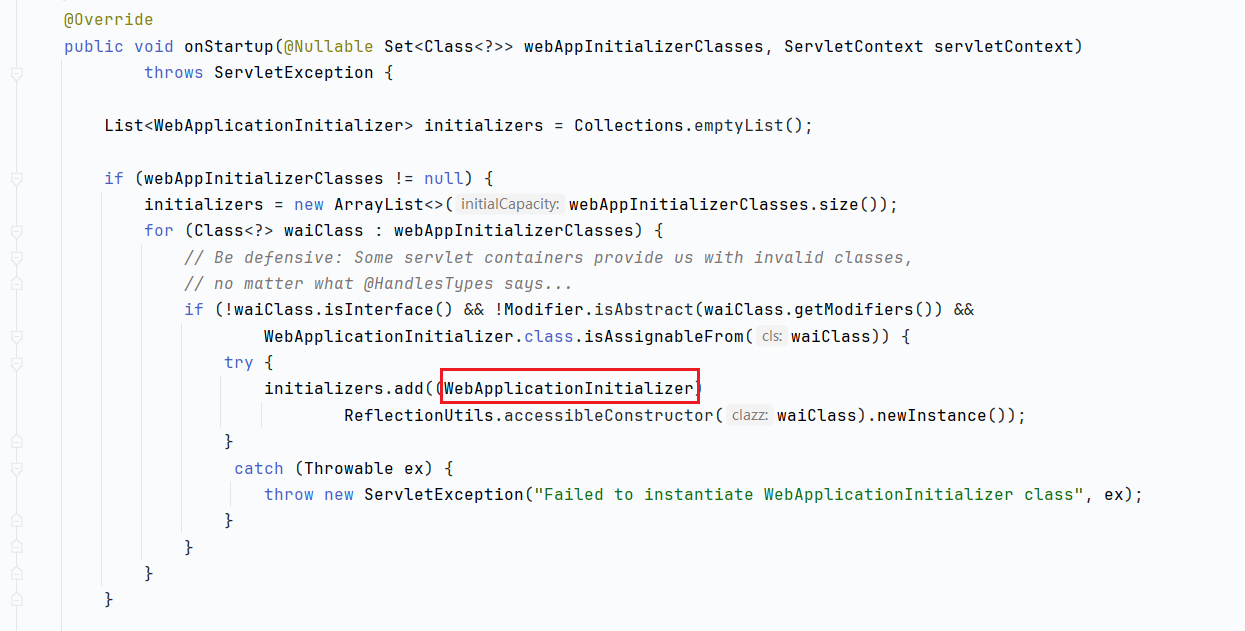 @Override
public void onStartup(@Nullable Set<Class<?>> webAppInitializerClasses, ServletContext servletContext)
throws ServletException {
List<WebApplicationInitializer> initializers = Collections.emptyList();
if (webAppInitializerClasses != null) {
initializers = new ArrayList<>( initialCapacity: webAppInitializerClasses.size());
for (Class<?> waiClass : webAppInitializerClasses) {
// Be defensive: Some servlet containers provide us with invalid classes,
// no matter what @HandlesTypes says...
if (!waiClass.isInterface() && !Modifier.isAbstract(waiClass.getModifiers()) &&
WebApplicationInitializer.class.isAssignableFrom( cls: waiClass)) {
try {
initializers.add((WebApplicationInitializer)
ReflectionUtils.accessibleConstructor( clazz: waiClass).newInstance());
}
catch (Throwable ex) {
throw new ServletException("Failed to instantiate WebApplicationInitializer class", ex);
}
}
}
}